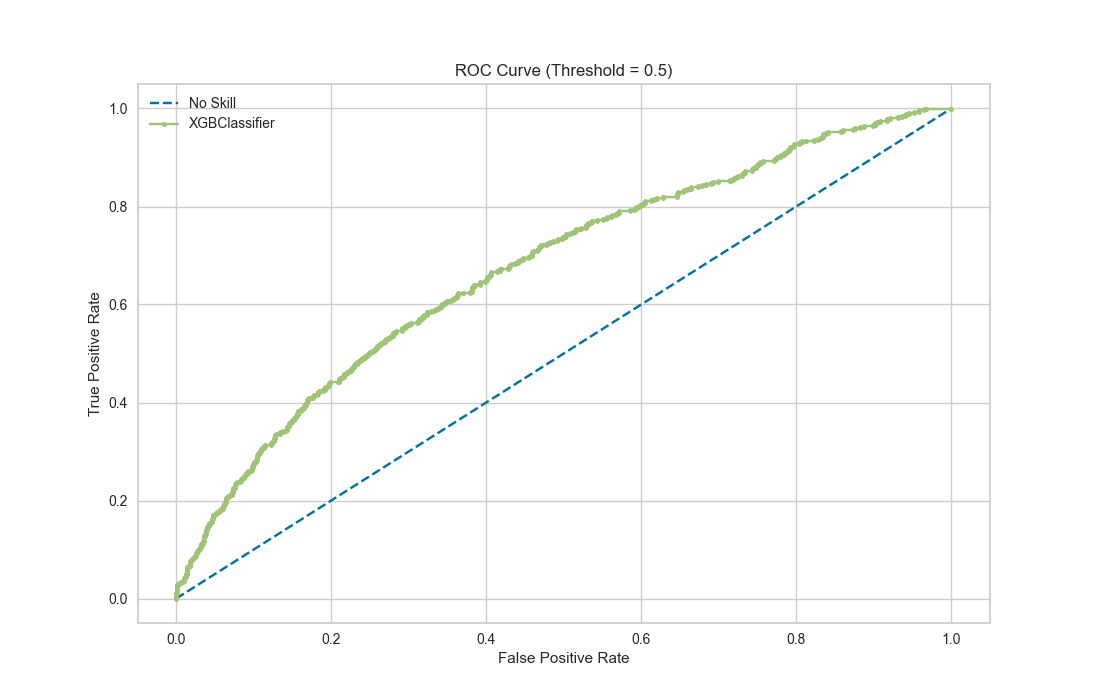 ROC Curve (Threshold = 0.5)
No Skill
XGBClassifier
1.0
0.8
0.6
0.4
0.2
0.0
True Positive Rate
0.0 0.2 0.4 0.6 0.8 1.0
False Positive Rate